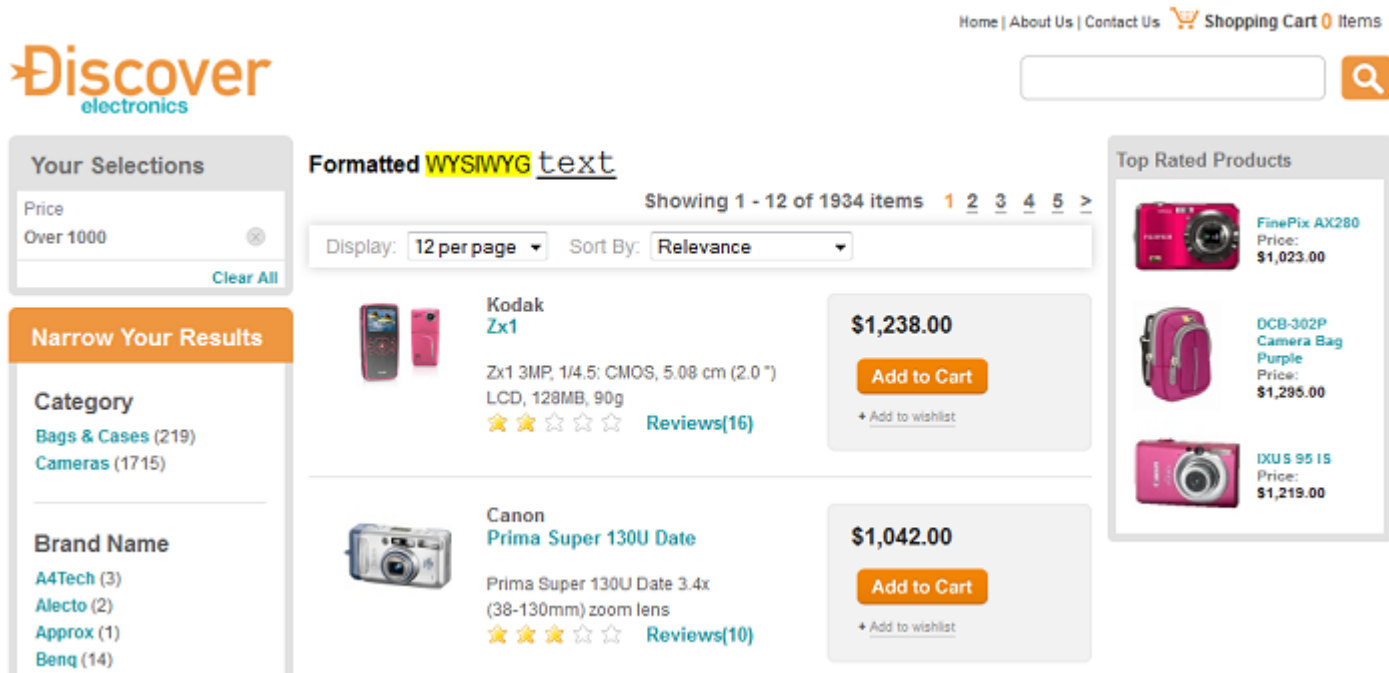 Home | About Us | Contact Us Shopping Cart 0 Items
Discover
electronics
Your Selections
Price
Over 1000
Clear All
Narrow Your Results
Category
Bags & Cases (219)
Cameras (1715)
Brand Name
A4Tech (3)
Alecto (2)
Approx (1)
Benq (14)
Formatted WYSIWYG text
Showing 1 - 12 of 1934 items 1 2 3 4 5 >
Display: 12 per page Sort By: Relevance
Kodak
Zx1
Zx1 3MP, 1/4.5: CMOS, 5.08 cm (2.0 ")
LCD, 128MB, 90g
Reviews(16)
$1,238.00
Add to Cart
+ Add to wishlist
Canon
Prima Super 130U Date
Prima Super 130U Date 3.4x
(38-130mm) zoom lens
Reviews(10)
$1,042.00
Add to Cart
+ Add to wishlist
Top Rated Products
FinePix AX280
Price:
$1,023.00
DCB-302P
Camera Bag
Purple
Price:
$1,295.00
IXUS 95 IS
Price:
$1,219.00